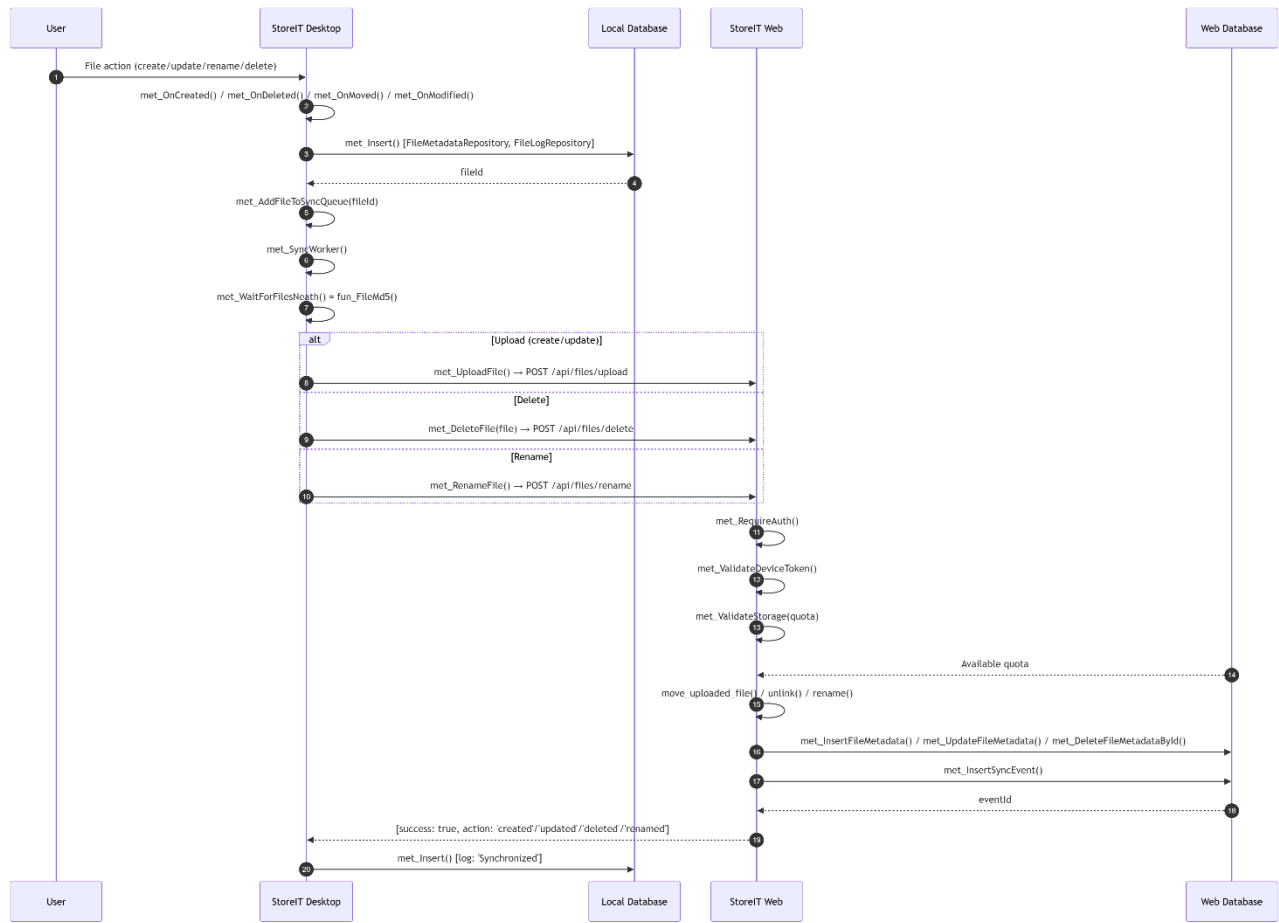 User
StoreIT Desktop
Local Database
StoreIT Web
Web Database
File action (create/update/rename/delete)
1
met_OnCreated() / met_OnDeleted() / met_OnMoved() / met_OnModified()
2
met_Insert() [FileMetadataRepository, FileLogRepository]
3
fileId
4
met_AddFileToSyncQueue(fileId)
5
met_SyncWorker()
6
met_WaitForFilesNeath() = fun_FileMd5()
7
alt
[Upload (create/update)]
met_UploadFile() → POST /api/files/upload
8
[Delete]
met_DeleteFile(file) → POST /api/files/delete
9
[Rename]
met_RenameFile() → POST /api/files/rename
10
met_RequireAuth()
11
met_ValidateDeviceToken()
12
met_ValidateStorage(quota)
13
Available quota
14
move_uploaded_file() / unlink() / rename()
15
met_InsertFileMetadata() / met_UpdateFileMetadata() / met_DeleteFileMetadataById()
16
met_InsertSyncEvent()
17
eventId
18
[success: true, action: 'created'/'updated'/'deleted'/'renamed']
19
met_Insert() [log: 'Synchronized']
20
User
StoreIT Desktop
Local Database
StoreIT Web
Web Database